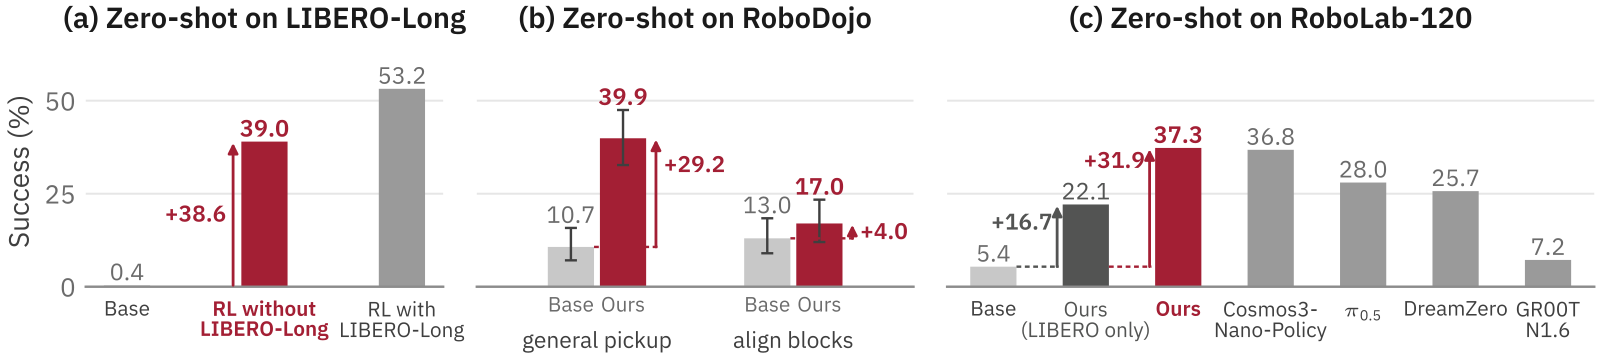 (a) Zero-shot on LIBERO-Long
Success (%)
50
25
0
0.4
+38.6
39.0
53.2
Base
RL without
LIBERO-Long
RL with
LIBERO-Long
(b) Zero-shot on RoboDojo
10.7
39.9
+29.2
13.0
17.0
+4.0
Base Ours
general pickup
Base Ours
align blocks
(c) Zero-shot on RoboLab-120
5.4
+16.7
22.1
+31.9
37.3
36.8
28.0
25.7
7.2
Base
Ours
(LIBERO only)
Ours
Cosmos3-
Nano-Policy
π0.5
DreamZero
GR00T
N1.6